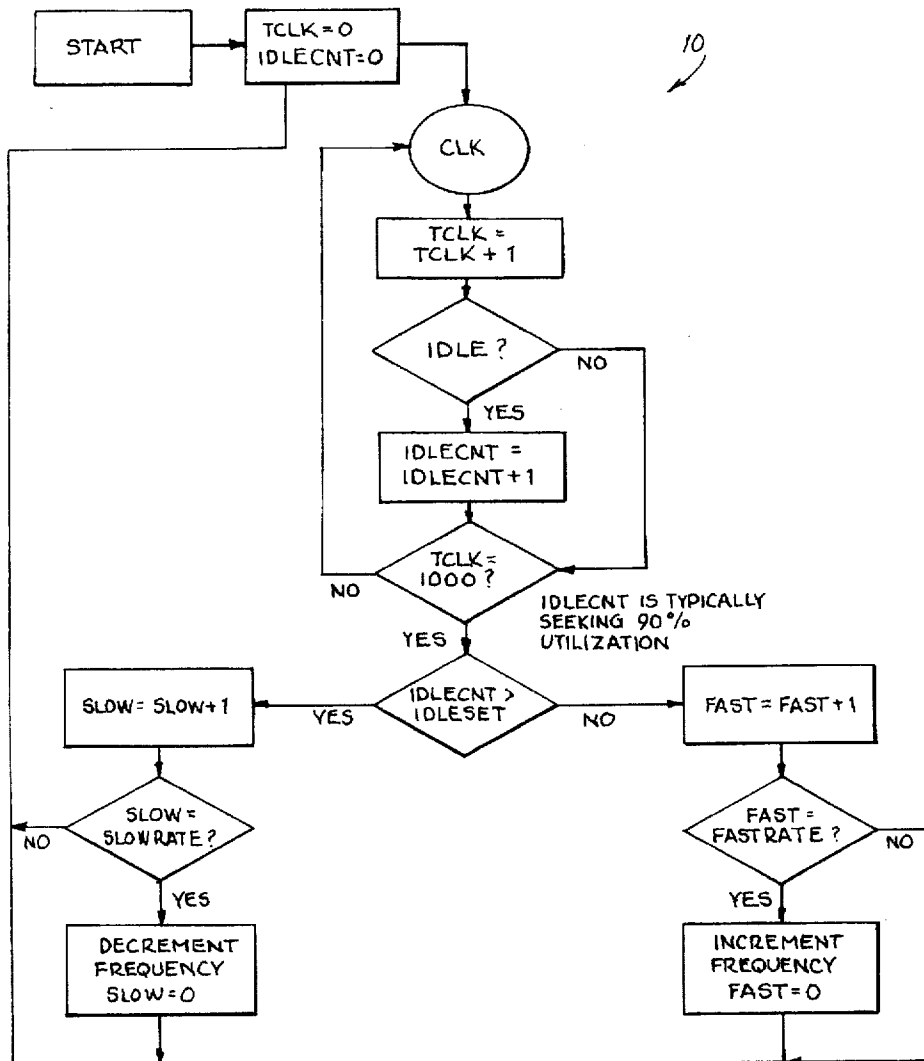 START
TCLK=0
IDLECNT=0
10
CLK
TCLK=
TCLK+1
IDLE?
NO
YES
IDLECNT=
IDLECNT+1
TCLK=
1000?
NO
YES
IDLECNT IS TYPICALLY
SEEKING 90%
UTILIZATION
IDLECNT>
IDLESET
YES
NO
SLOW=SLOW+1
FAST=FAST+1
SLOW=
SLOWRATE?
NO
YES
FAST=
FASTRATE?
NO
YES
DECREMENT
FREQUENCY
SLOW=0
INCREMENT
FREQUENCY
FAST=0